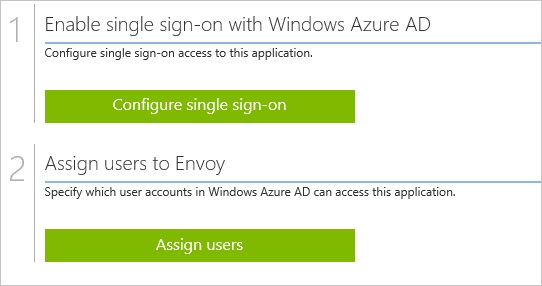 1
Enable single sign-on with Windows Azure AD
Configure single sign-on access to this application.
Configure single sign-on
2
Assign users to Envoy
Specify which user accounts in Windows Azure AD can access this application.
Assign users